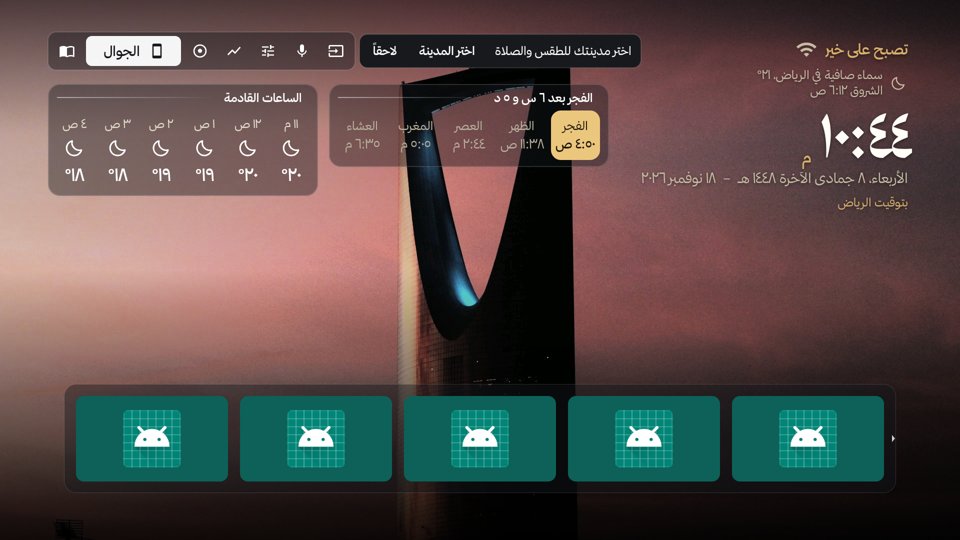 تصبح على خير
سماء صافية في الرياض، ٢١°
الشروق ٦:١٢ ص
١٠:٤٤ م
الأربعاء، ٨ جمادى الآخرة ١٤٤٨ هـ – ١٨ نوفمبر ٢٠٢٦
بتوقيت الرياض
اختر مدينتك للطقس والصلاة اختر المدينة لاحقاً
الجوال
الفجر بعد ٦ س و ٥ د
الفجر الظهر العصر المغرب العشاء
٤:٥٠ ص ١١:٣٨ ص ٢:٤٤ م ٥:٠٥ م ٦:٣٥ م
الساعات القادمة
١١ م ١٢ ص ١ ص ٢ ص ٣ ص ٤ ص
٢٠° ٢٠° ١٩° ١٩° ١٨° ١٨°